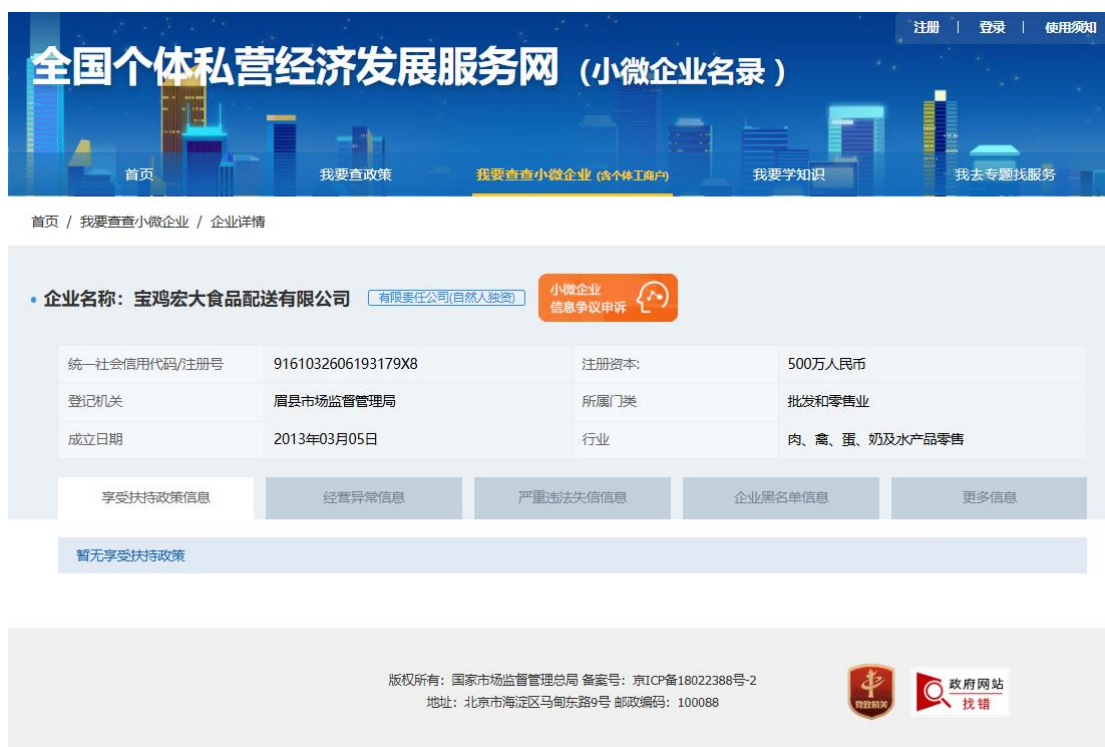 注册 | 登录 | 使用须知
全国个体私营经济发展服务网（小微企业名录）
首页 我要查政策 我要查查小微企业 (含个体工商户) 我要学知识 我去专题找服务
首页 / 我要查查小微企业 / 企业详情
企业名称：宝鸡宏大食品配送有限公司 有限责任公司(自然人独资) 小微企业
信息争议申诉
统一社会信用代码/注册号 9161032606193179X8 注册资本: 500万人民币
登记机关 眉县市场监督管理局 所属门类 批发和零售业
成立日期 2013年03月05日 行业 肉、禽、蛋、奶及水产品零售
享受扶持政策信息 经营异常信息 严重违法失信信息 企业黑名单信息 更多信息
暂无享受扶持政策
版权所有：国家市场监督管理总局 备案号：京ICP备18022388号-2
地址：北京市海淀区马甸东路9号 邮政编码：100088
党政机关
政府网站
找错